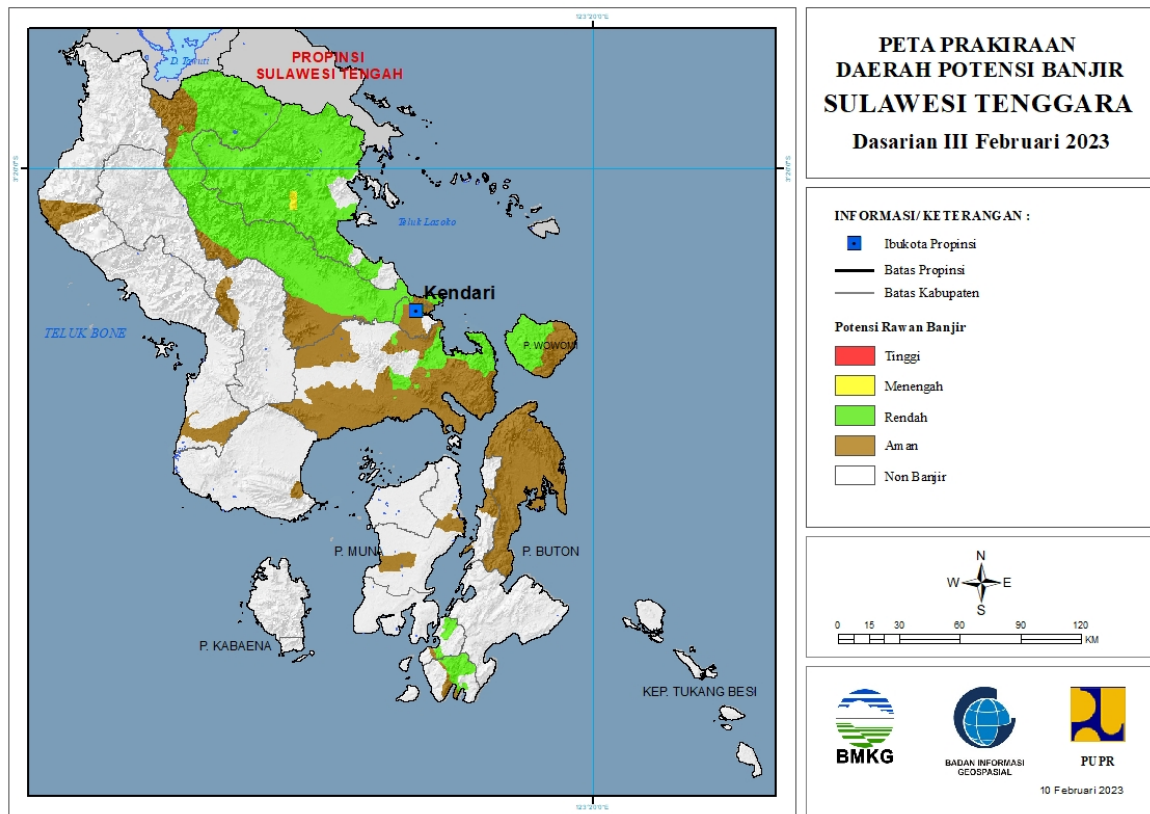 PETA PRAKIRAAN
DAERAH POTENSI BANJIR
SULAWESI TENGGARA
Dasarian III Februari 2023
INFORMASI/ KETERANGAN :
Ibukota Propinsi
Batas Propinsi
Batas Kabupaten
Potensi Rawan Banjir
Tinggi
Menengah
Rendah
Aman
Non Banjir
N
W E
S
0 15 30 60 90 120
KM
BMKG
BADAN INFORMASI
GEOSPASIAL
PUPR
10 Februari 2023
PROPINSI
SULAWESI TENGAH
Teluk Lasolo
Kendari
TELUK BONE
P. MUNA
P. BUTON
P. KABAENA
KEP. TUKANG BESI